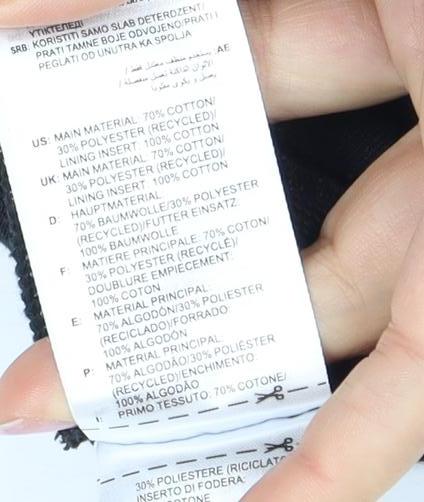 SRB: KORISTITI SAMO SLAB DETERDZENT/
PRATI TAMNE BOJE ODVOJENO/PRATI I
PEGLATI OD UNUTRA KA SPOLJA
AE:
US: MAIN MATERIAL: 70% COTTON/
30% POLYESTER (RECYCLED)/
LINING INSERT: 100% COTTON
UK: MAIN MATERIAL: 70% COTTON/
30% POLYESTER (RECYCLED)/
LINING INSERT: 100% COTTON
D: HAUPTMATERIAL:
70% BAUMWOLLE/30% POLYESTER
(RECYCLED)/FUTTER EINSATZ:
100% BAUMWOLLE
F: MATIERE PRINCIPALE: 70% COTON/
30% POLYESTER (RECYCLÉ)/
DOUBLURE EMPIECEMENT:
100% COTON
E: MATERIAL PRINCIPAL:
70% ALGODÓN/30% POLIESTER
(RECICLADO)/FORRADO:
100% ALGODÓN
P: MATERIAL PRINCIPAL:
70% ALGODÃO/30% POLIÉSTER
(RECYCLED)/ENCHIMENTO:
100% ALGODÃO
I: PRIMO TESSUTO: 70% COTONE/
30% POLIESTERE (RICICLATO
INSERTO DI FODERA: